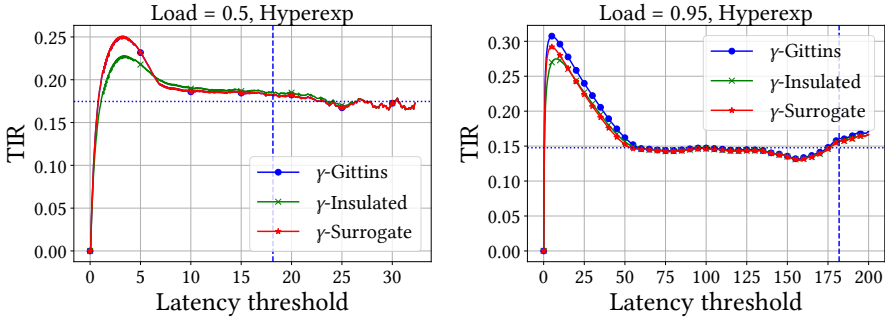 Load = 0.5, Hyperexp
TIR
0.25
0.20
0.15
0.10
0.05
0.00
γ-Gittins
γ-Insulated
γ-Surrogate
0 5 10 15 20 25 30
Latency threshold
Load = 0.95, Hyperexp
TIR
0.30
0.25
0.20
0.15
0.10
0.05
0.00
γ-Gittins
γ-Insulated
γ-Surrogate
0 25 50 75 100 125 150 175 200
Latency threshold